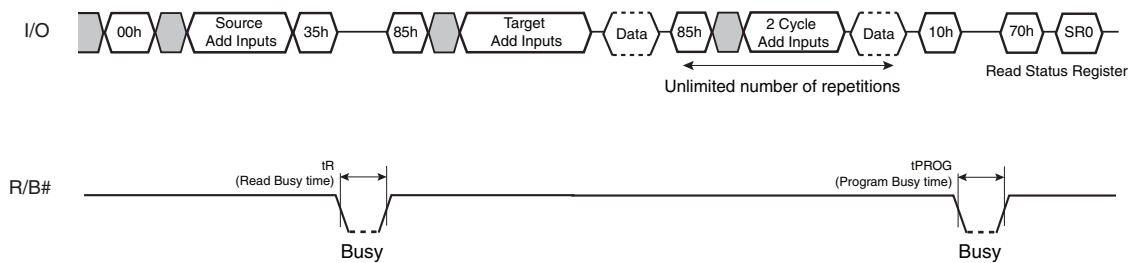 I/O
00h
Source
Add Inputs
35h
85h
Target
Add Inputs
Data
85h
2 Cycle
Add Inputs
Data
10h
70h
SR0
Unlimited number of repetitions
Read Status Register
R/B#
tR
(Read Busy time)
Busy
tPROG
(Program Busy time)
Busy